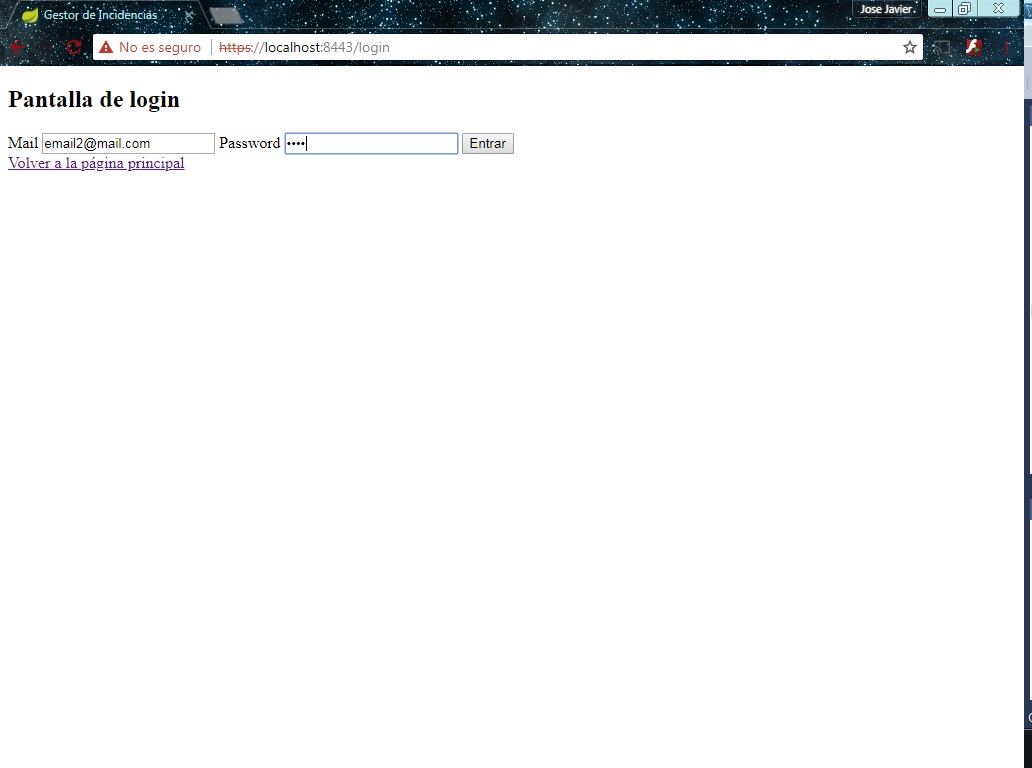 Gestor de Incidencias
Jose Javier.
No es seguro https://localhost:8443/login
Pantalla de login
Mail email2@mail.com Password •••• Entrar
Volver a la página principal